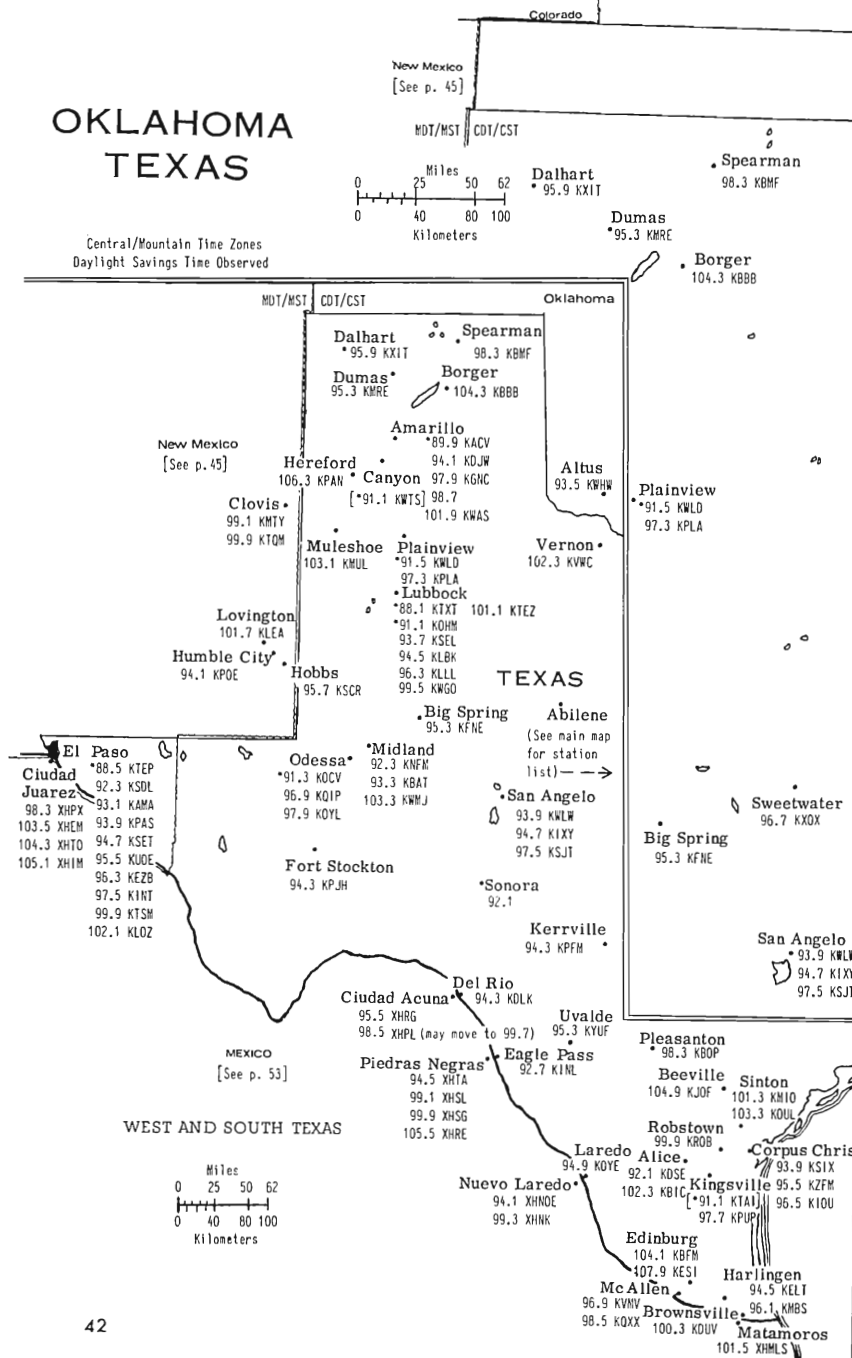 Colorado
New Mexico
[See p. 45]
OKLAHOMA
TEXAS
MDT/MST CDT/CST
Miles
0 25 50 62
0 40 80 100
Kilometers
Dalhart
•95.9 KXIT
Spearman
98.3 KBMF
Dumas
•95.3 KMRE
Borger
104.3 KBBB
Central/Mountain Time Zones
Daylight Savings Time Observed
MDT/MST CDT/CST
Oklahoma
Dalhart
•95.9 KXIT
Spearman
98.3 KBMF
Dumas
95.3 KMRE
Borger
104.3 KBBB
New Mexico
[See p.45]
Amarillo
•89.9 KACV
94.1 KDJW
97.9 KGNC
98.7
101.9 KWAS
Hereford
106.3 KPAN
Canyon
[•91.1 KWTS]
Altus
93.5 KWHW
Plainview
•91.5 KWLD
97.3 KPLA
Clovis
99.1 KMTY
99.9 KTQM
Muleshoe
103.1 KMUL
Plainview
•91.5 KWLD
97.3 KPLA
Vernon
102.3 KVWC
Lubbock
•88.1 KTXT 101.1 KTEZ
•91.1 KOHM
93.7 KSEL
94.5 KLBK
96.3 KLLL
99.5 KWGO
Lovington
101.7 KLEA
Humble City
94.1 KPOE
Hobbs
95.7 KSCR
TEXAS
Big Spring
95.3 KFNE
Abilene
(See main map
for station
list)
El Paso
•88.5 KTEP
92.3 KSDL
93.1 KAMA
93.9 KPAS
94.7 KSET
95.5 KUDE
96.3 KEZB
97.5 KINT
99.9 KTSM
102.1 KLOZ
Ciudad
Juarez
98.3 XHPX
103.5 XHEM
104.3 XHTO
105.1 XHIM
Odessa
•91.3 KOCV
96.9 KQIP
97.9 KOYL
Midland
92.3 KNFM
93.3 KBAT
103.3 KWMJ
San Angelo
93.9 KWLW
94.7 KIXY
97.5 KSJT
Sweetwater
96.7 KXOX
Big Spring
95.3 KFNE
Fort Stockton
94.3 KPJH
Sonora
92.1
Kerrville
94.3 KPFM
San Angelo
93.9 KWLW
94.7 KIXY
97.5 KSJT
Del Rio
94.3 KDLK
Ciudad Acuna
95.5 XHRG
98.5 XHPL (may move to 99.7)
Uvalde
95.3 KYUF
Pleasanton
98.3 KBOP
MEXICO
[See p. 53]
Piedras Negras
94.5 XHTA
99.1 XHSL
99.9 XHSG
105.5 XHRE
Eagle Pass
92.7 KINL
Beeville
104.9 KJOF
Sinton
101.3 KMIO
103.3 KOUL
WEST AND SOUTH TEXAS
Robstown
99.9 KROB
Corpus Chris
93.9 KSIX
95.5 KZFM
96.5 KIOU
Miles
0 25 50 62
0 40 80 100
Kilometers
Laredo
94.9 KOYE
Alice
92.1 KDSE
102.3 KBIC
Kingsville
[•91.1 KTAI]
97.7 KPUP
Nuevo Laredo
94.1 XHNOE
99.3 XHNK
Edinburg
104.1 KBFM
107.9 KESI
McAllen
96.9 KVMV
98.5 KQXX
Harlingen
94.5 KELT
96.1 KMBS
Brownsville
100.3 KDUV
Matamoros
101.5 XHMLS
42